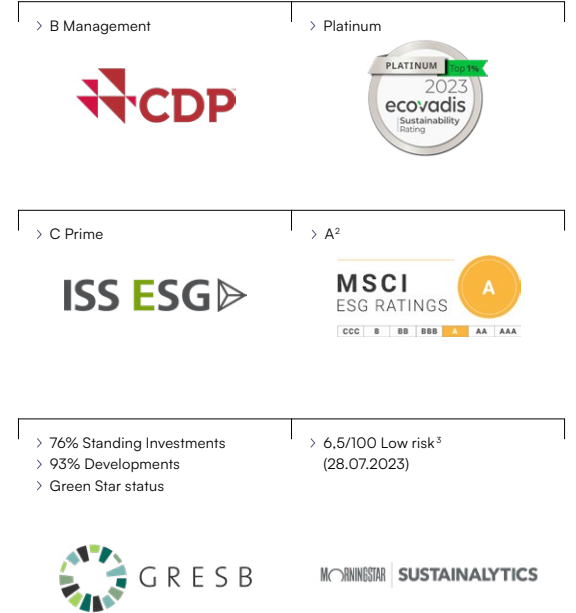 B Management
CDP
Platinum
PLATINUM Top 1%
2023
ecovadis
Sustainability
Rating
C Prime
ISS ESG
A²
MSCI
ESG RATINGS
A
CCC B BB BBB A AA AAA
76% Standing Investments
93% Developments
Green Star status
GRESB
6,5/100 Low risk³
(28.07.2023)
MORNINGSTAR SUSTAINALYTICS